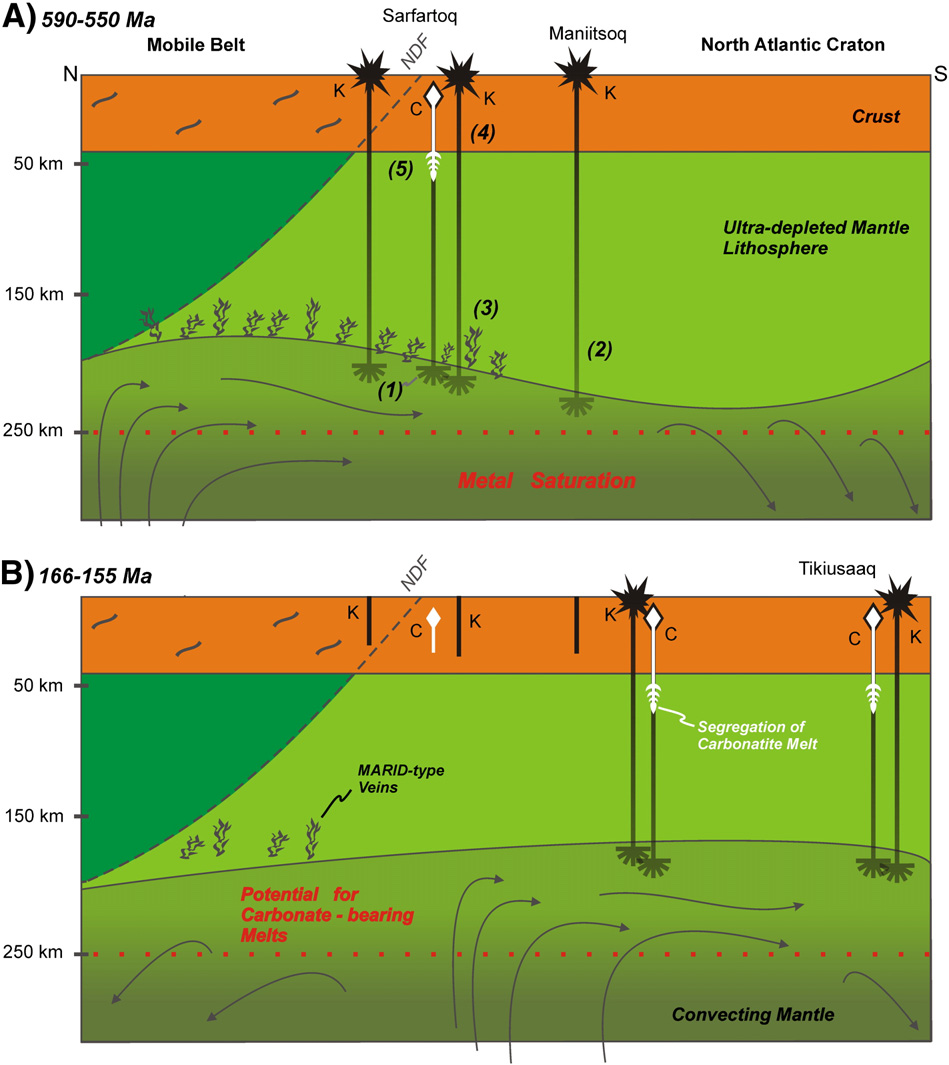 A) 590-550 Ma
Sarfartoq
Maniitsoq
Mobile Belt
NDF
North Atlantic Craton
N
S
K
C
K
K
(4)
Crust
50 km
(5)
Ultra-depleted Mantle
Lithosphere
150 km
(3)
(2)
(1)
250 km
Metal Saturation
B) 166-155 Ma
NDF
Tikiusaaq
K
C
K
K
C
C
K
50 km
Segregation of
Carbonatite Melt
MARID-type
Veins
150 km
Potential for
Carbonate - bearing
Melts
250 km
Convecting Mantle